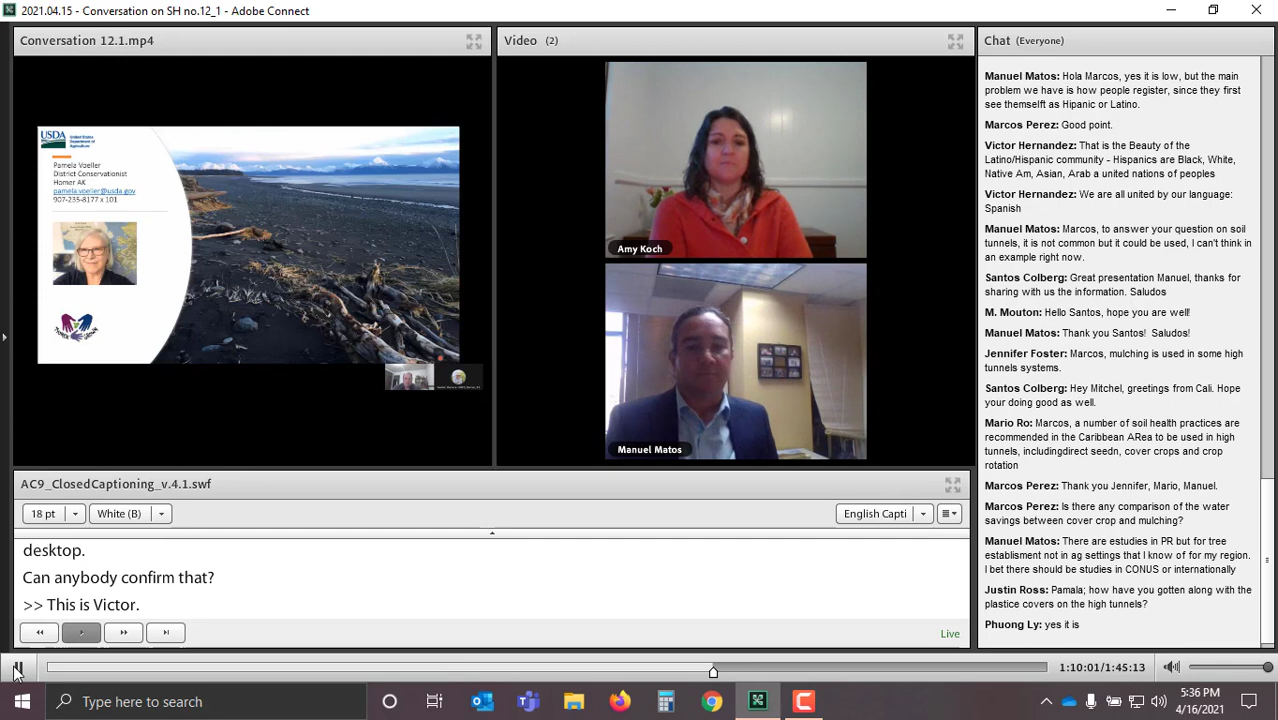 2021.04.15 - Conversation on SH no.12_1 - Adobe Connect
Conversation 12.1.mp4
USDA
United States
Department of
Agriculture
Pamela Voeller
District Conservationist
Homer AK
pamela.voeller@usda.gov
907-235-8177 x 101
Video (2)
Amy Koch
Manuel Matos
Chat (Everyone)
Manuel Matos: Hola Marcos, yes it is low, but the main
problem we have is how people register, since they first
see themselft as Hipanic or Latino.
Marcos Perez: Good point.
Victor Hernandez: That is the Beauty of the
Latino/Hispanic community - Hispanics are Black, White,
Native Am, Asian, Arab a united nations of peoples
Victor Hernandez: We are all united by our language:
Spanish
Manuel Matos: Marcos, to answer your question on soil
tunnels, it is not common but it could be used, I can't think in
an example right now.
Santos Colberg: Great presentation Manuel, thanks for
sharing with us the information. Saludos
M. Mouton: Hello Santos, hope you are well!
Manuel Matos: Thank you Santos! Saludos!
Jennifer Foster: Marcos, mulching is used in some high
tunnels systems.
Santos Colberg: Hey Mitchel, greetings from Cali. Hope
your doing good as well.
Mario Ro: Marcos, a number of soil health practices are
recommended in the Caribbean ARea to be used in high
tunnels, includingdirect seedn, cover crops and crop
rotation
Marcos Perez: Thank you Jennifer, Mario, Manuel.
Marcos Perez: Is there any comparison of the water
savings between cover crop and mulching?
Manuel Matos: There are estudies in PR but for tree
establisment not in ag settings that I know of for my region.
I bet there should be studies in CONUS or internationally
Justin Ross: Pamala; how have you gotten along with the
plastice covers on the high tunnels?
Phuong Ly: yes it is
AC9_ClosedCaptioning_v.4.1.swf
18 pt
White (B)
English Capti
desktop.
Can anybody confirm that?
>> This is Victor.
Live
1:10:01/1:45:13
Type here to search
5:36 PM
4/16/2021